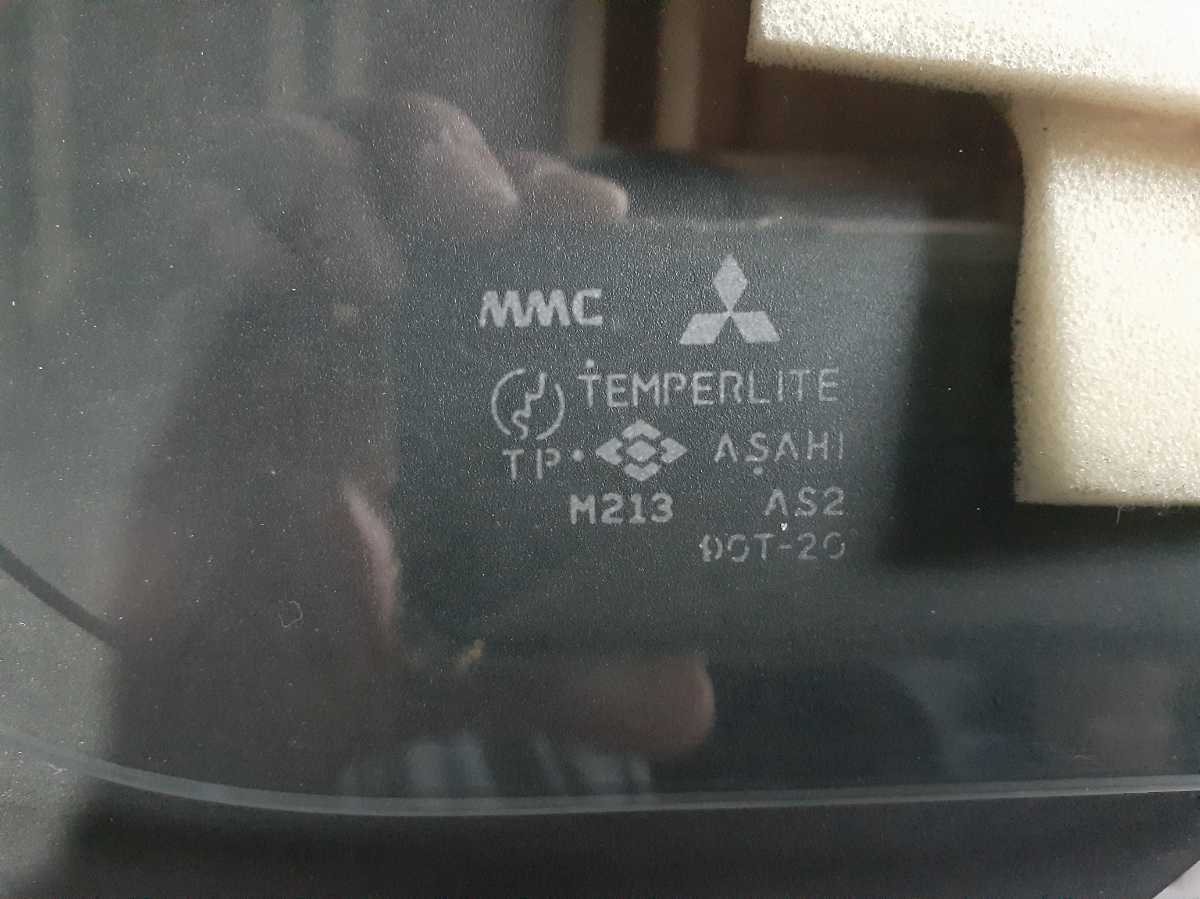 MMC
TEMPERLITE
TP
ASAHI
M213 AS2
DOT-20